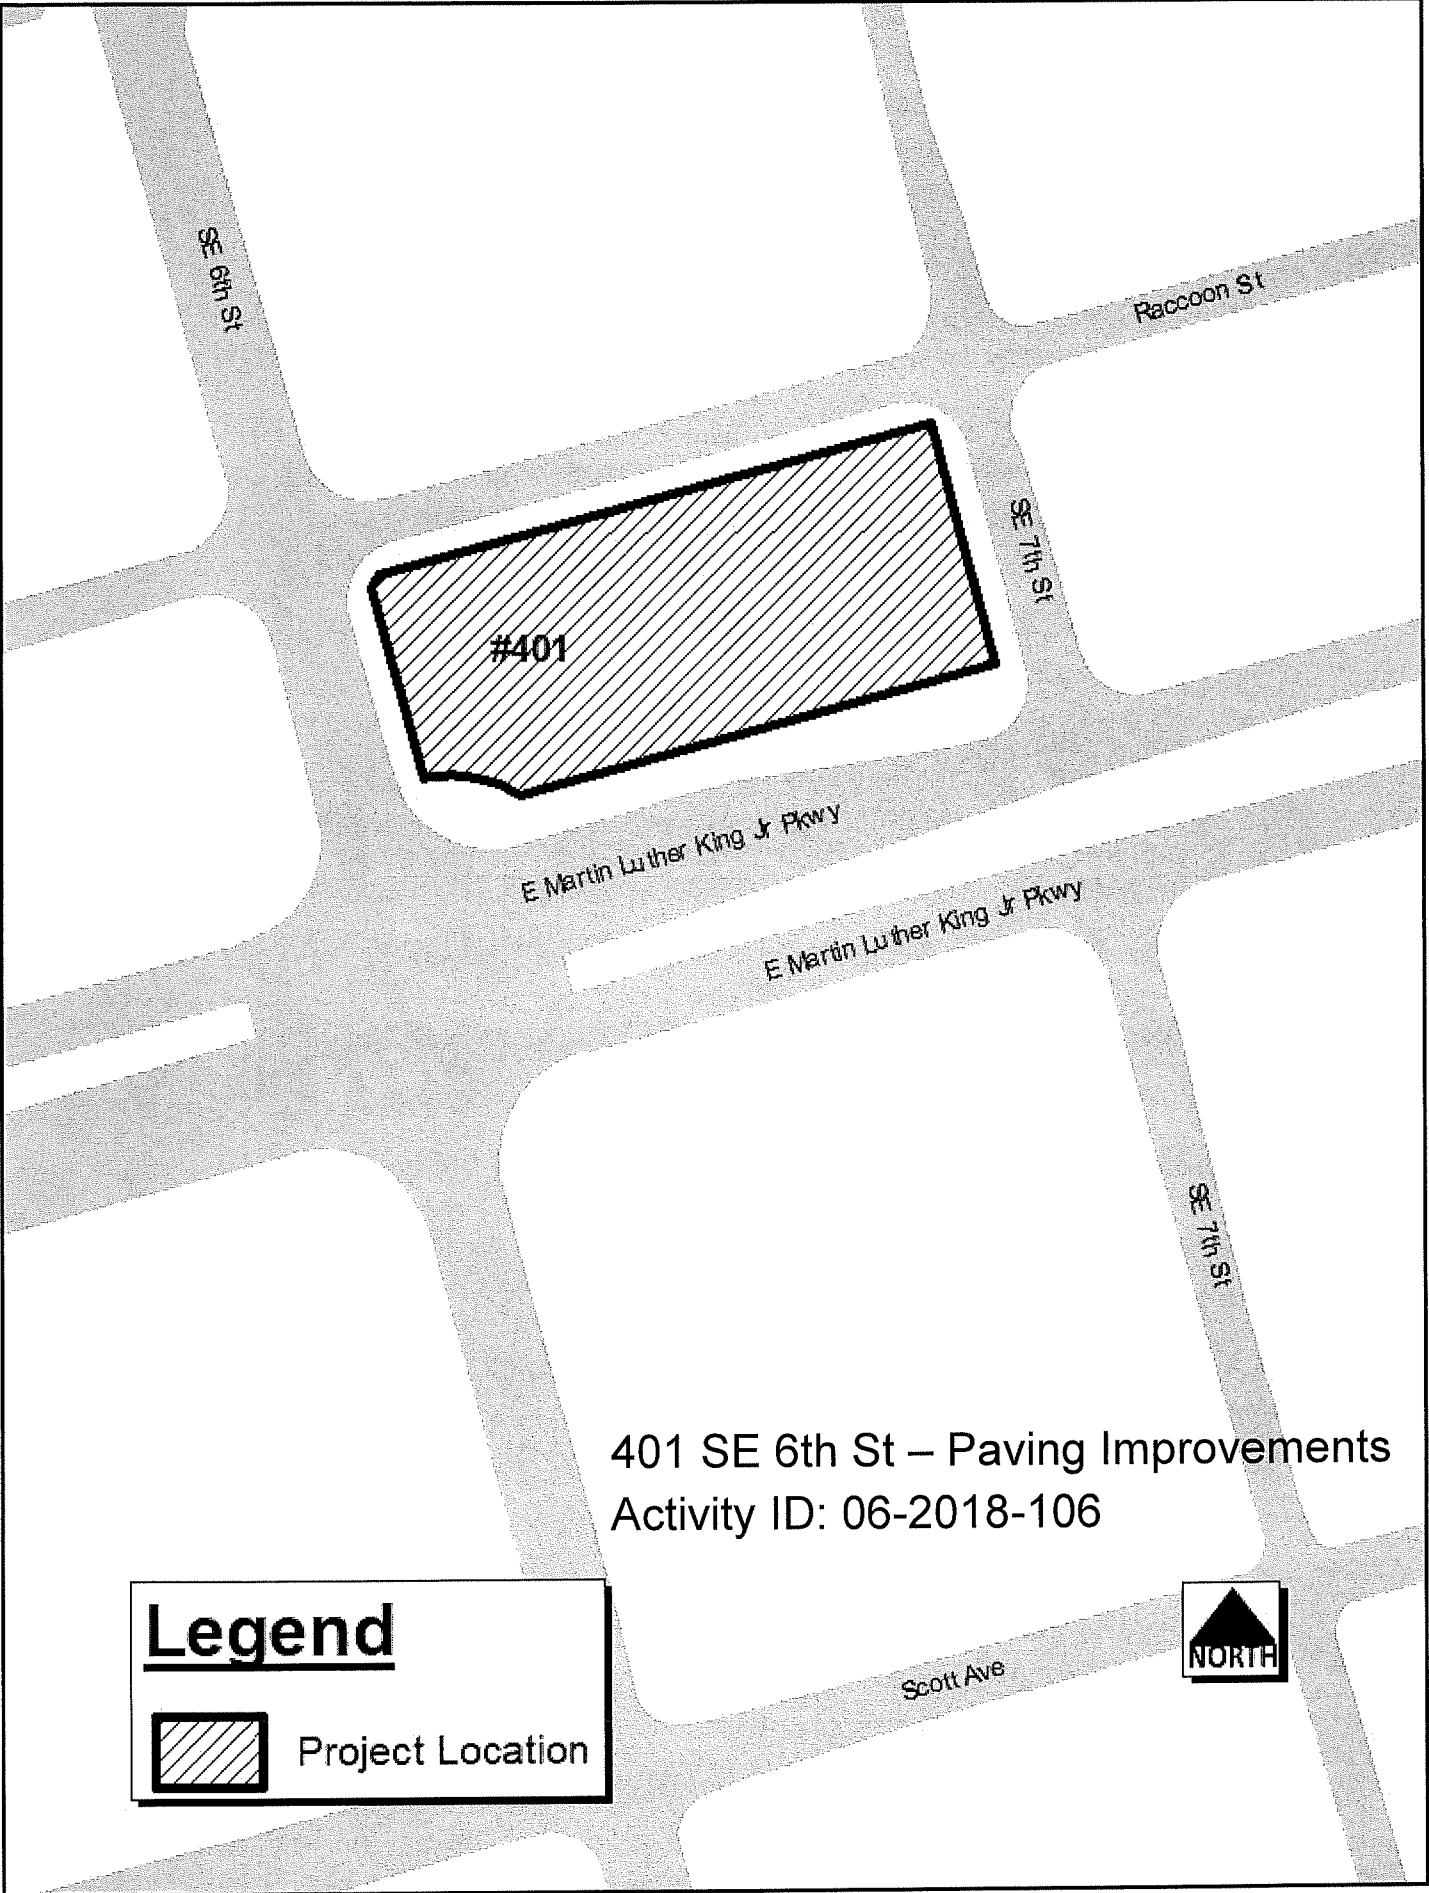 SE 6th St
Raccoon St
SE 7th St
#401
E Martin Luther King Jr Pkwy
E Martin Luther King Jr Pkwy
SE 7th St
401 SE 6th St – Paving Improvements
Activity ID: 06-2018-106
Legend
Project Location
NORTH
Scott Ave